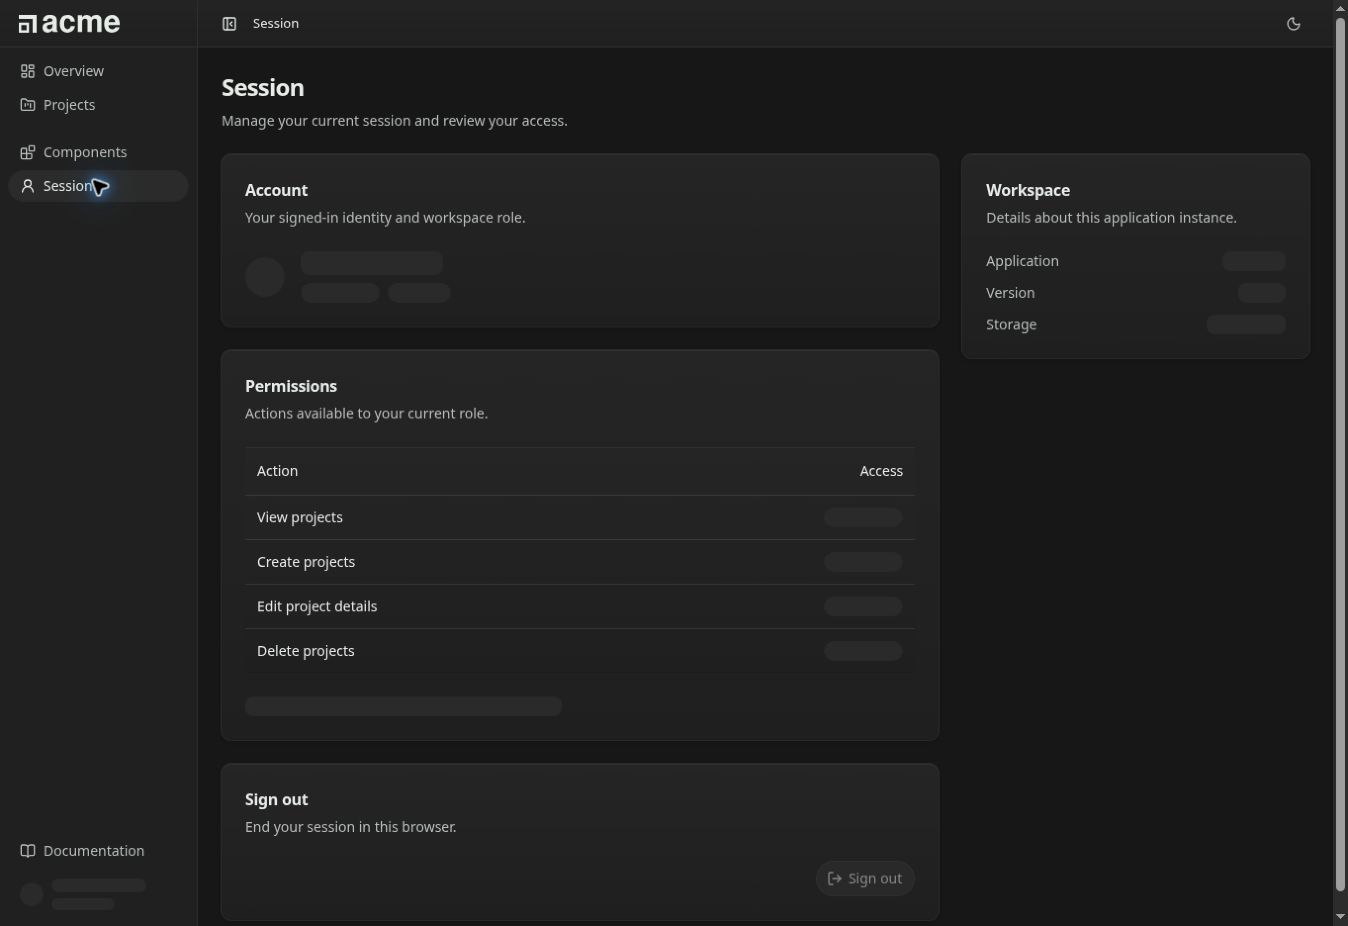 acme
Session
Overview
Projects
Components
Session
Session
Manage your current session and review your access.
Account
Your signed-in identity and workspace role.
Workspace
Details about this application instance.
Application
Version
Storage
Permissions
Actions available to your current role.
Action Access
View projects
Create projects
Edit project details
Delete projects
Sign out
End your session in this browser.
Sign out
Documentation